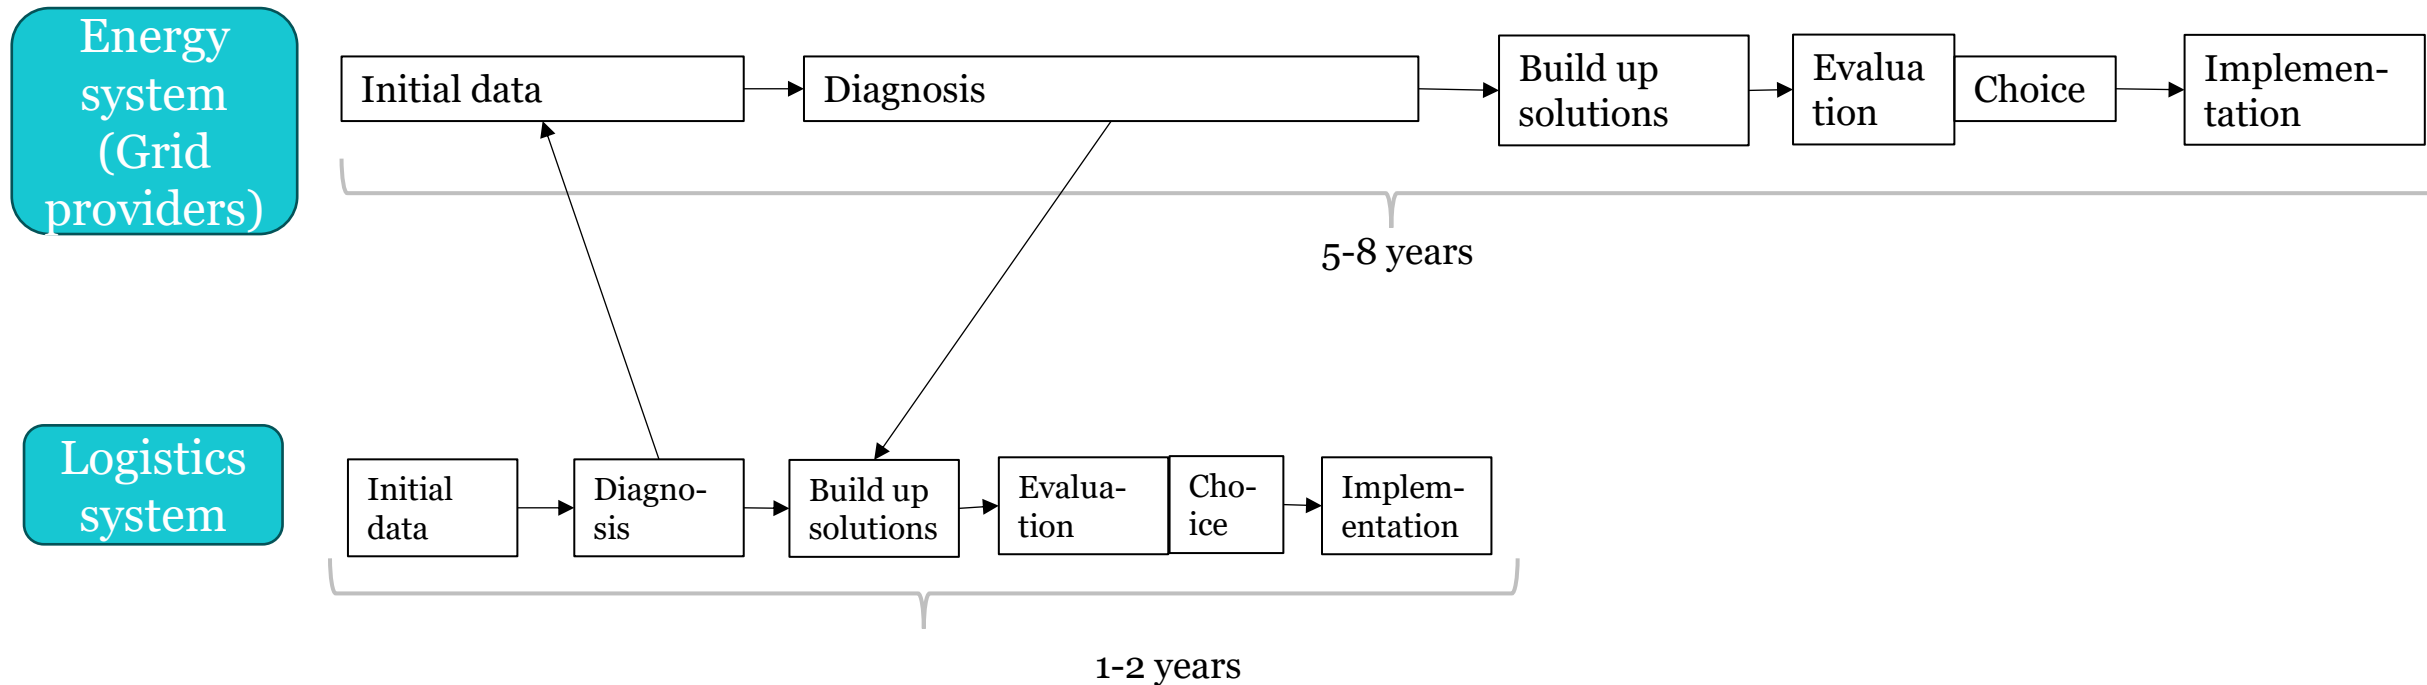 Energy
system
(Grid
providers)
Initial data
Diagnosis
Build up
solutions
Evalua
tion
Choice
Implemen-
tation
5-8 years
Logistics
system
Initial
data
Diagno-
sis
Build up
solutions
Evalua-
tion
Cho-
ice
Implem-
entation
1-2 years